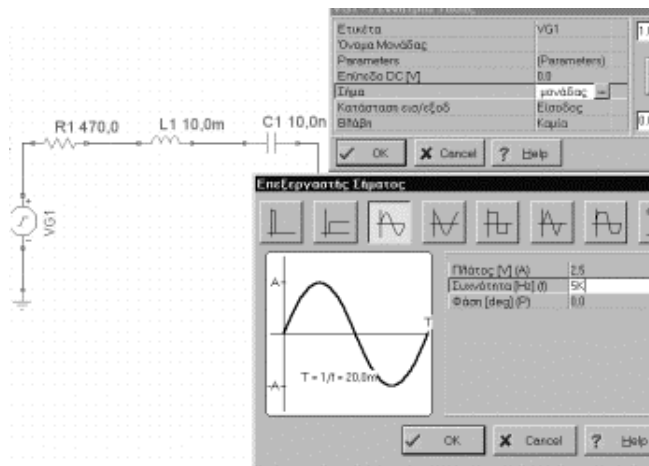 Ετικέτα VG1
Όνομα Μονάδας
Parameters (Parameters)
Επίπεδο DC [V] 0.0
Σήμα μονάδας ...
Κατάσταση εισ/εξοδ Είσοδος
Βλάβη Καμία
OK Cancel ? Help
R1 470,0 L1 10,0m C1 10,0n
VG1
Επεξεργαστής Σήματος
Πλάτος [V] (A) 2,5
Συχνότητα [Hz] (f) 5K
Φάση [deg] (P) 0,0
A
T
T = 1/f = 20,0m
-A
OK Cancel ? Help